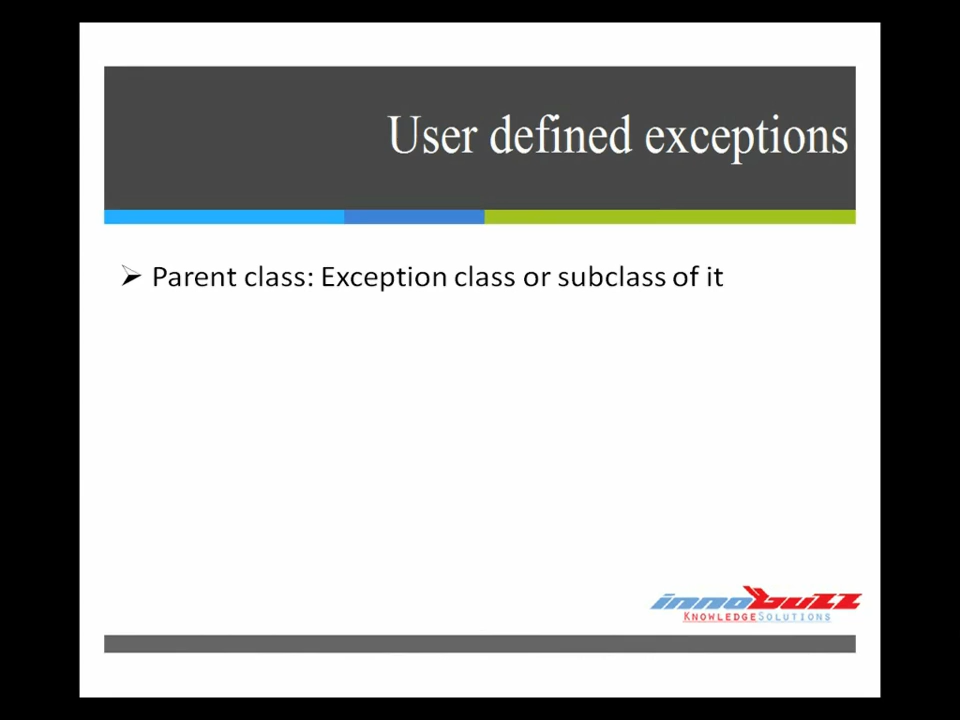 User defined exceptions
Parent class: Exception class or subclass of it
innobuzz
KNOWLEDGESOLUTIONS